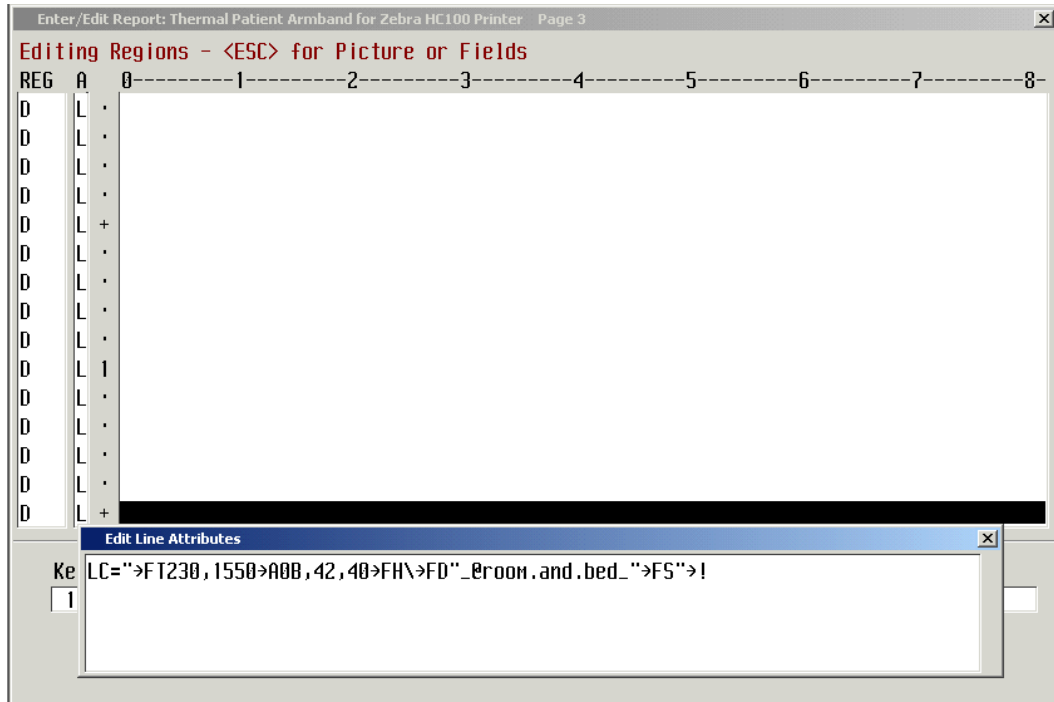 Enter/Edit Report: Thermal Patient Armband for Zebra HC100 Printer Page 3
Editing Regions - <ESC> for Picture or Fields
REG A 0---------1---------2---------3---------4---------5---------6---------7---------8-
D L .
D L .
D L .
D L .
D L +
D L .
D L .
D L .
D L .
D L 1
D L .
D L .
D L .
D L .
D L +
Edit Line Attributes
Ke
LC="→FT230,1550→A0B,42,40→FH\→FD"_@room.and.bed_"→FS"→!
1